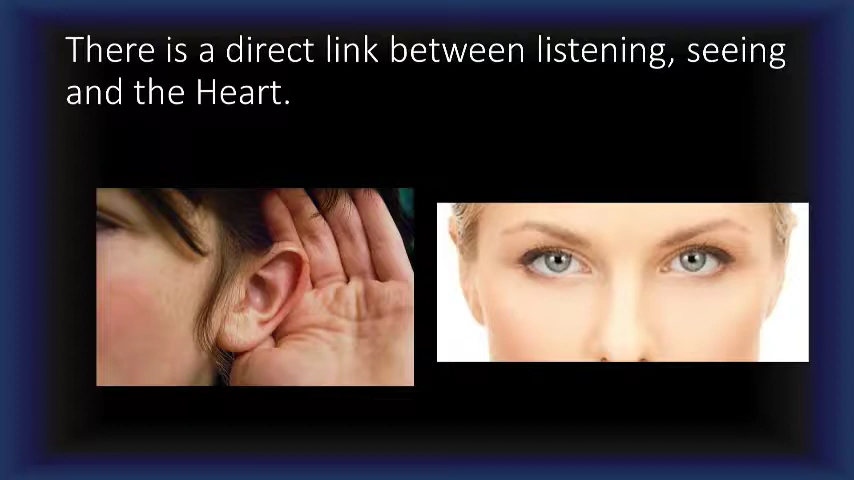 There is a direct link between listening, seeing
and the Heart.